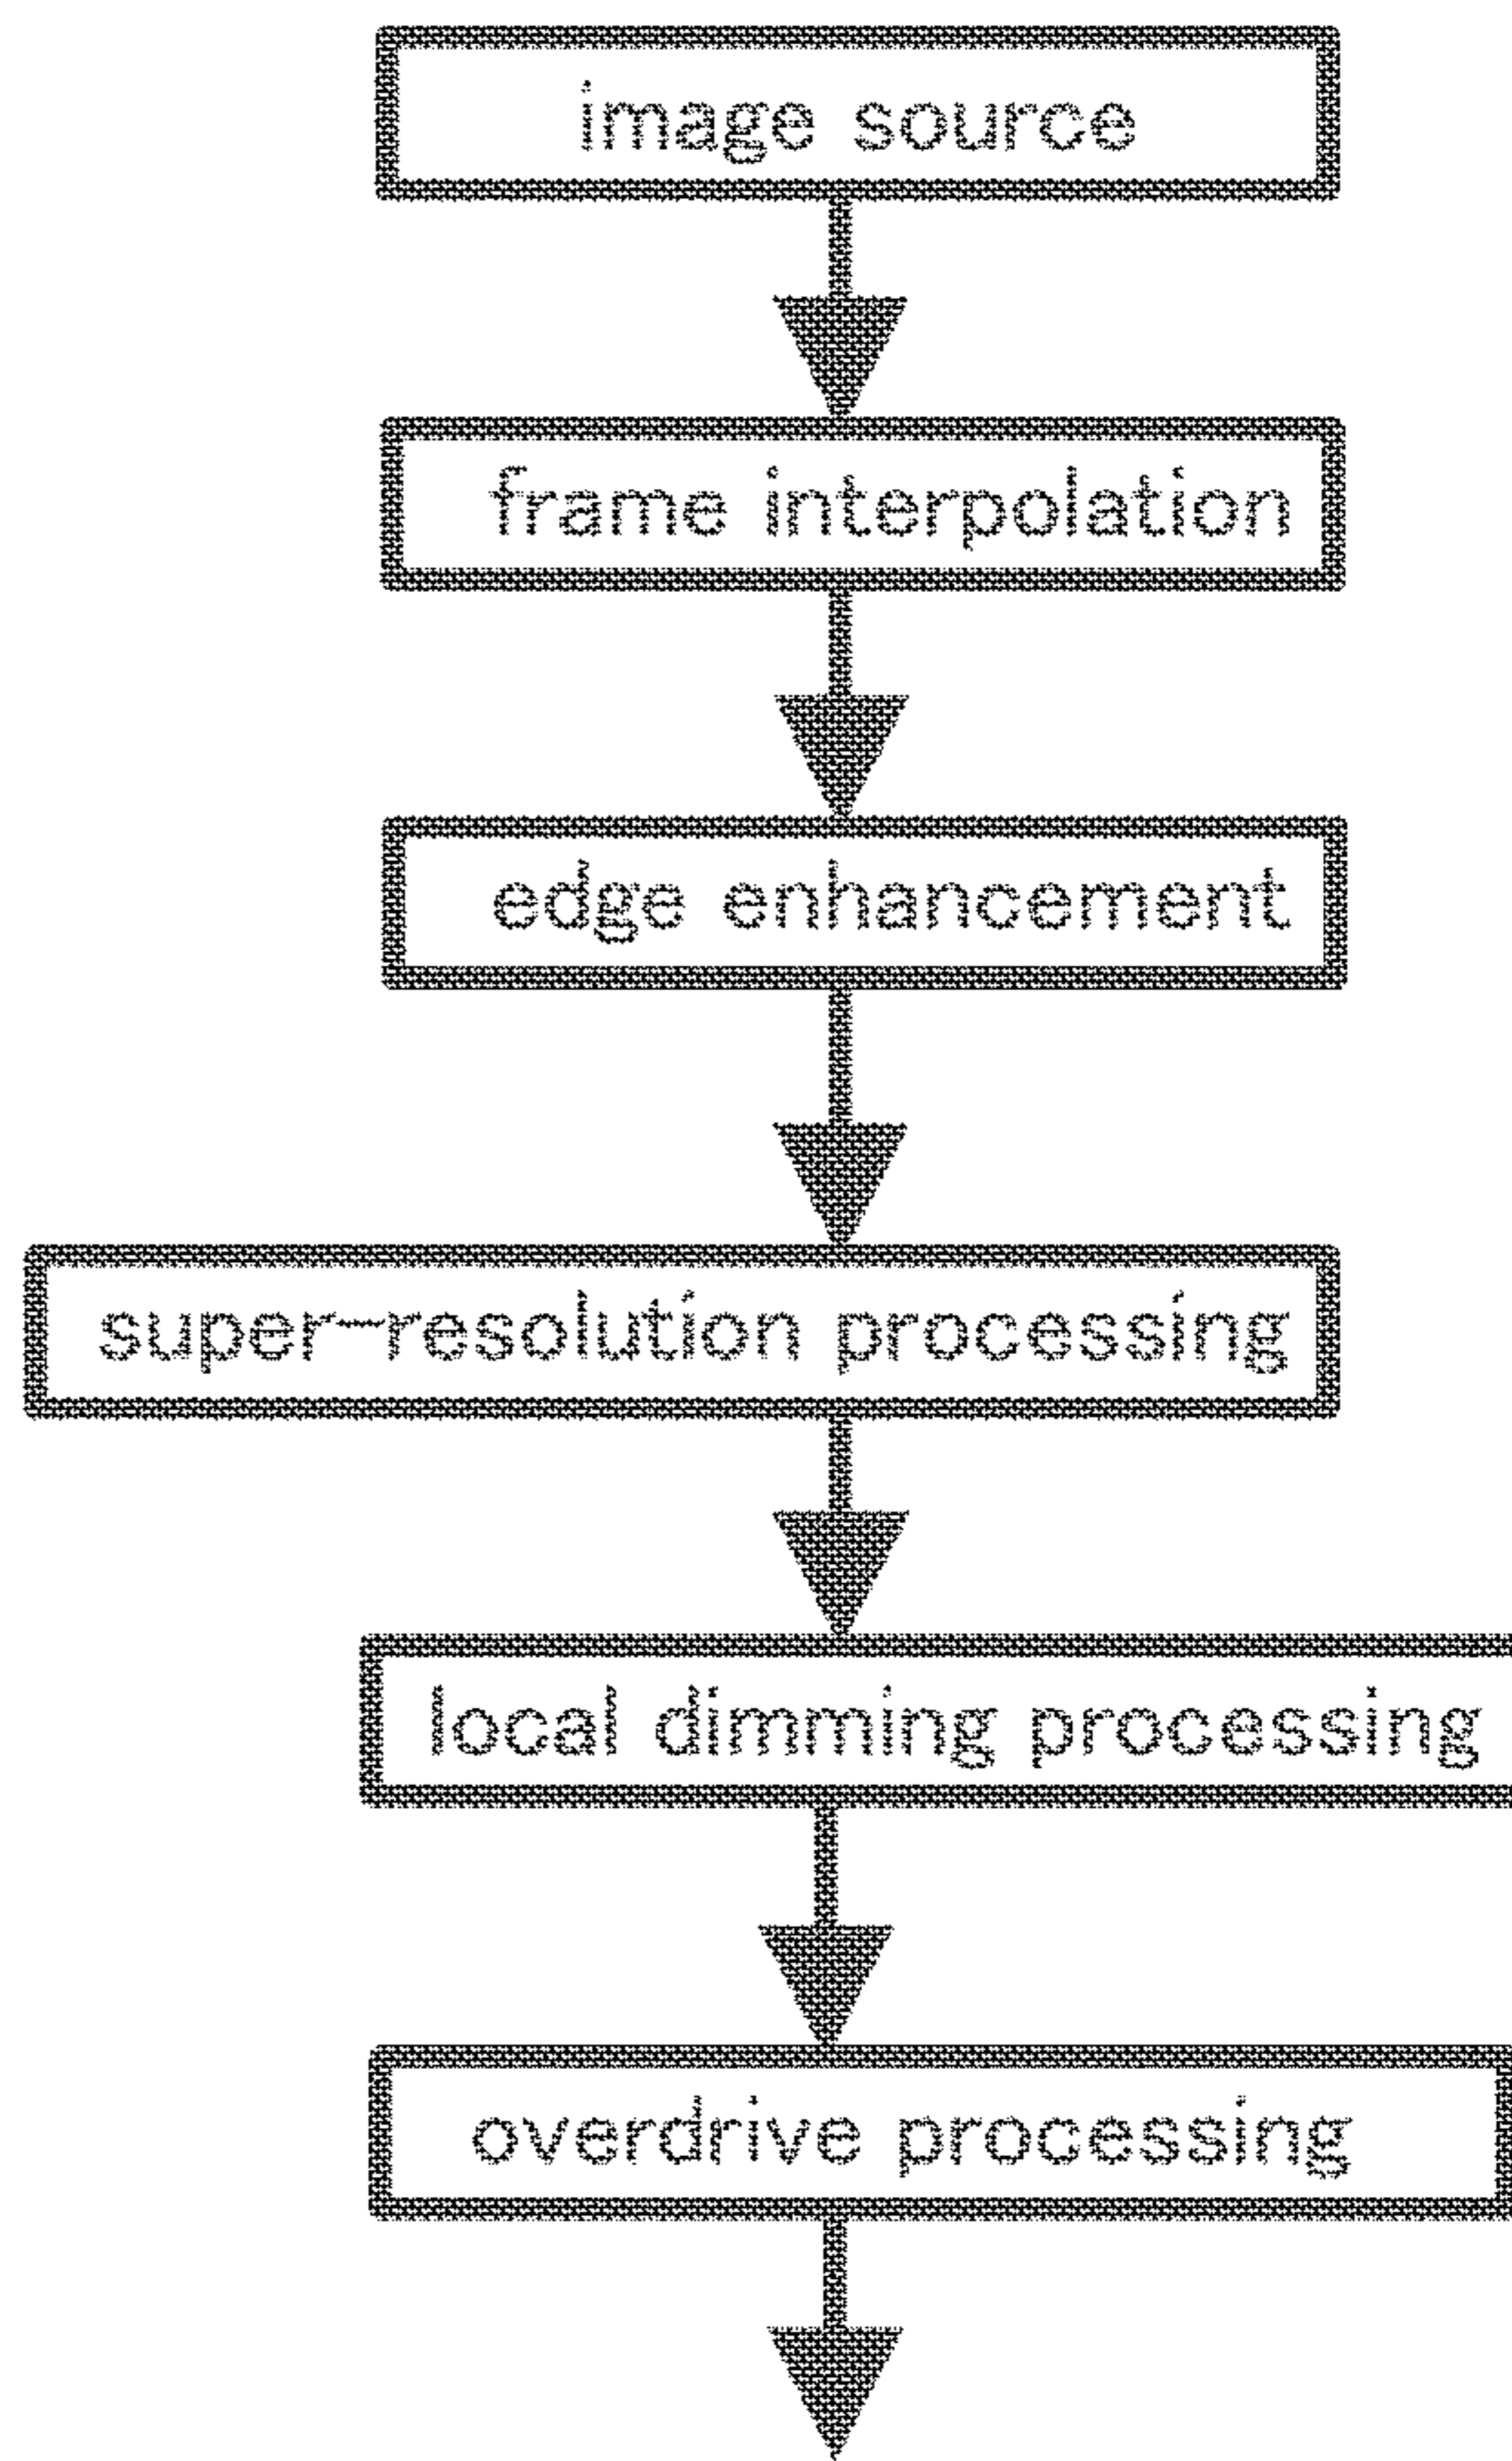 image source
frame interpolation
edge enhancement
super-resolution processing
local dimming processing
overdrive processing